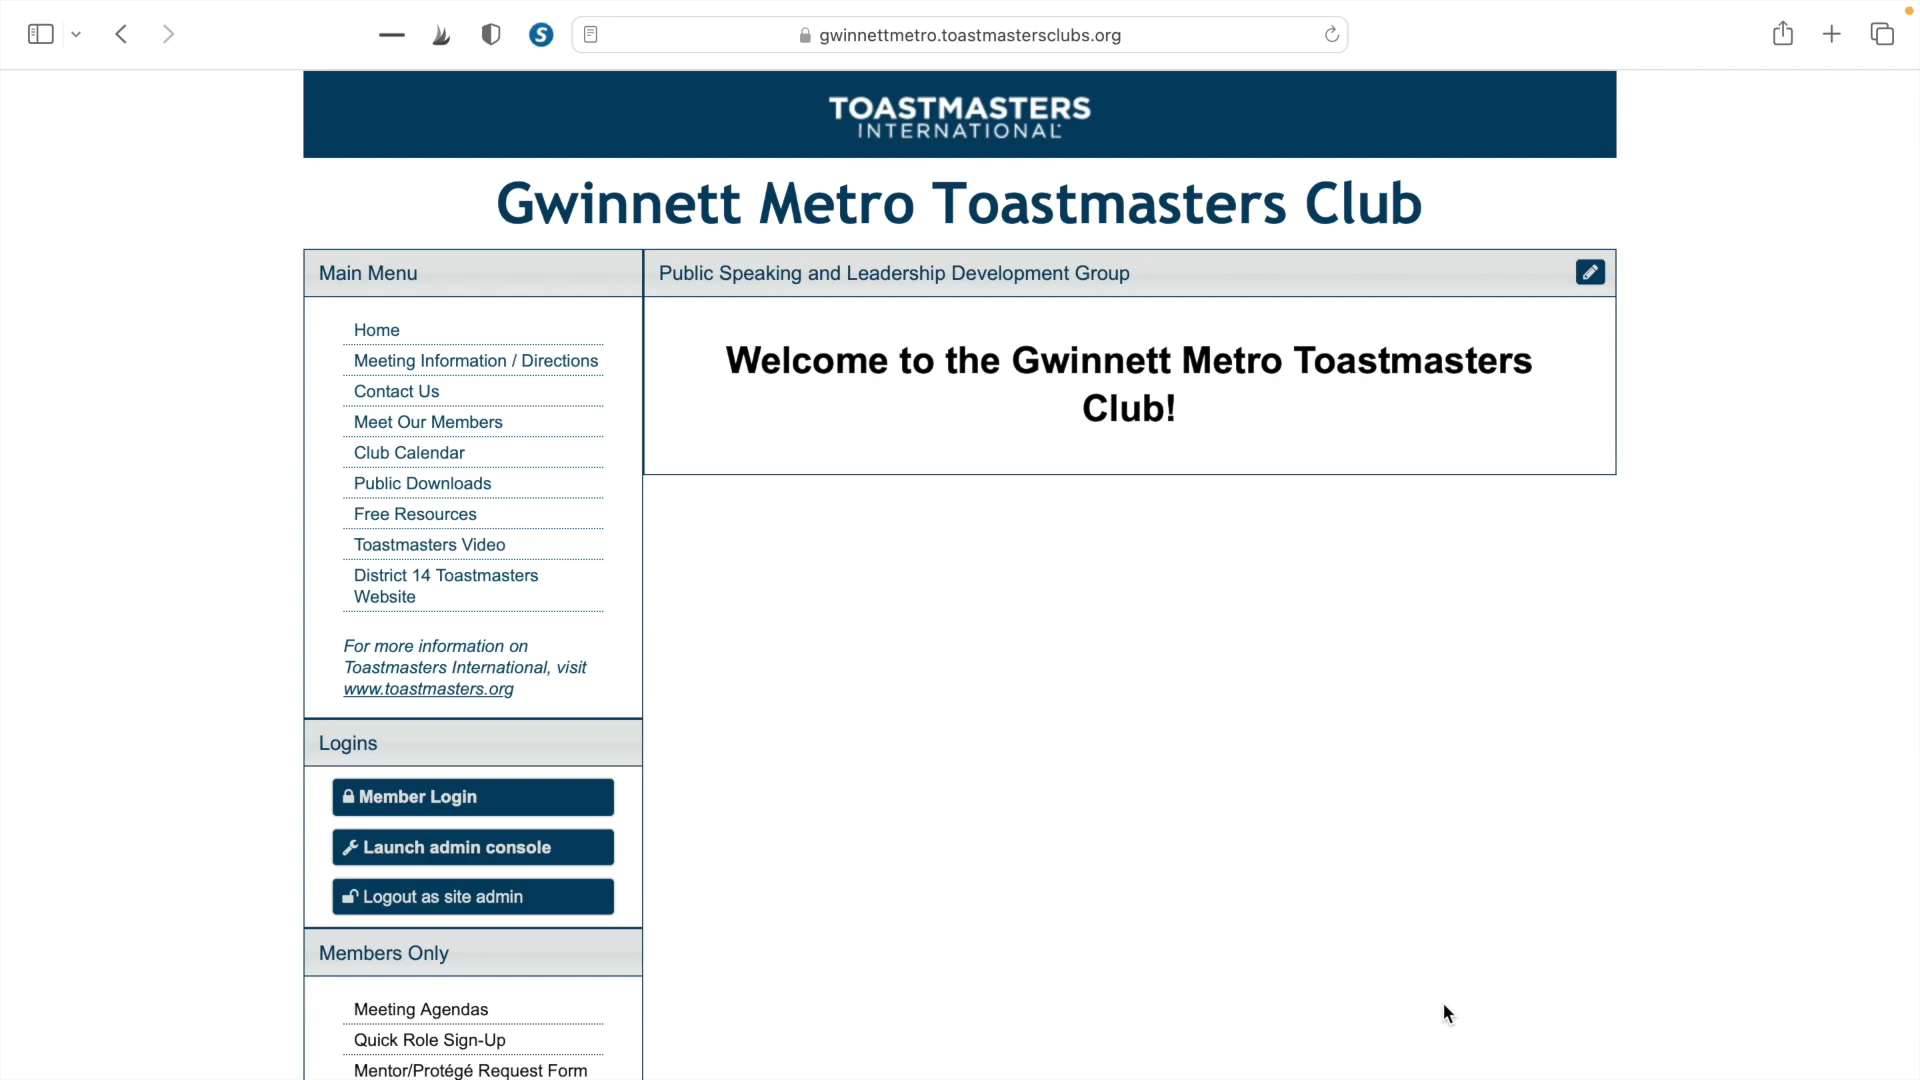 gwinnettmetro.toastmastersclubs.org
TOASTMASTERS
INTERNATIONAL
Gwinnett Metro Toastmasters Club
Main Menu
Home
Meeting Information / Directions
Contact Us
Meet Our Members
Club Calendar
Public Downloads
Free Resources
Toastmasters Video
District 14 Toastmasters
Website
For more information on
Toastmasters International, visit
www.toastmasters.org
Logins
Member Login
Launch admin console
Logout as site admin
Members Only
Meeting Agendas
Quick Role Sign-Up
Mentor/Protégé Request Form
Public Speaking and Leadership Development Group
Welcome to the Gwinnett Metro Toastmasters
Club!